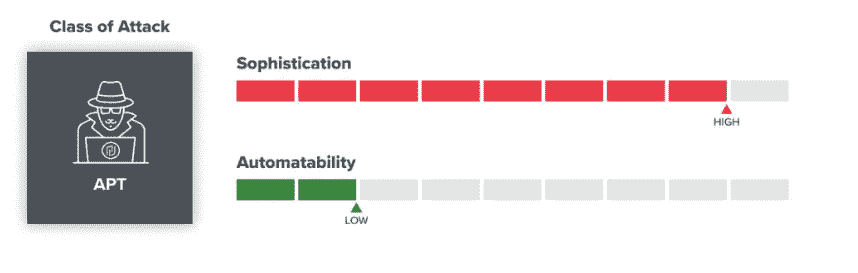 Class of Attack
APT
Sophistication
HIGH
Automatability
LOW